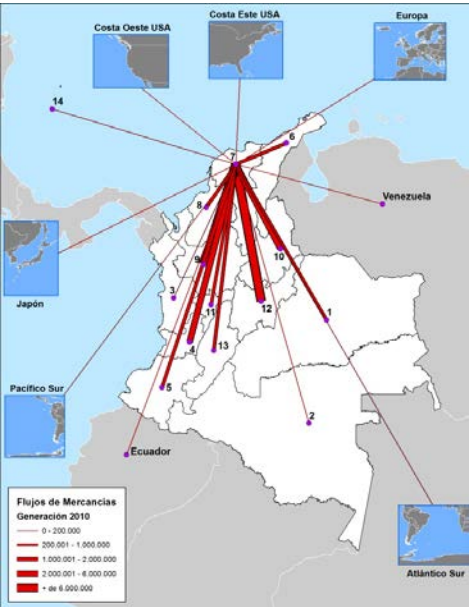 Costa Oeste USA
Costa Este USA
Europa
14
6
7
8
Venezuela
10
9
Japón
3
11
12
1
4
13
5
2
Pacífico Sur
Ecuador
Flujos de Mercancias
Generación 2010
0 - 200.000
200.001 - 1.000.000
1.000.001 - 2.000.000
2.000.001 - 6.000.000
+ de 6.000.000
Atlántico Sur